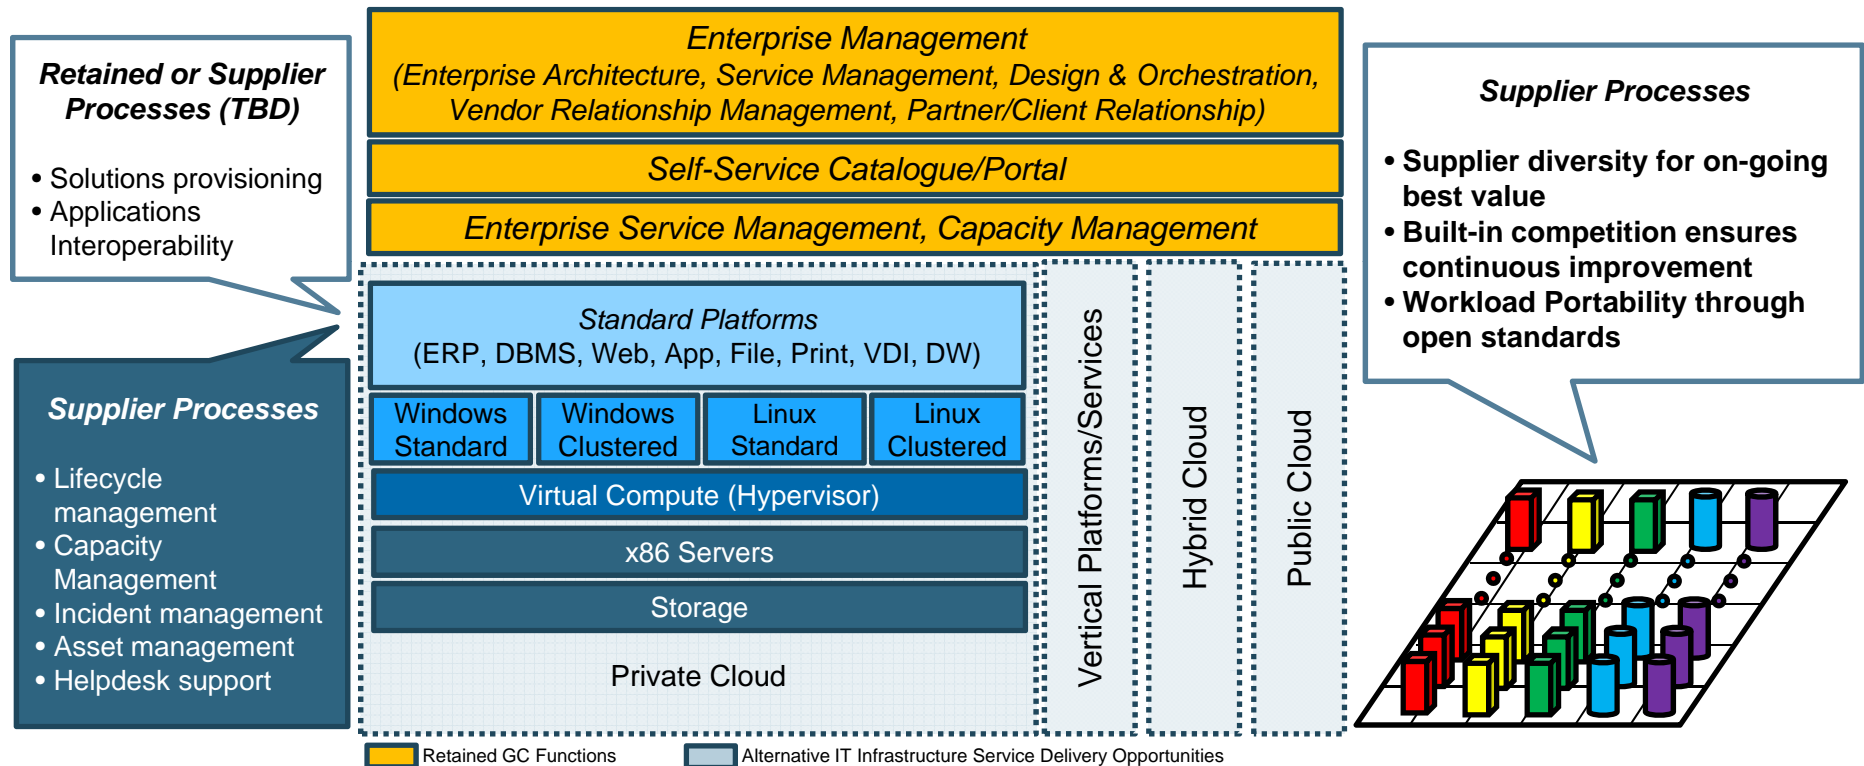 Enterprise Management
(Enterprise Architecture, Service Management, Design & Orchestration,
Vendor Relationship Management, Partner/Client Relationship)
Self-Service Catalogue/Portal
Enterprise Service Management, Capacity Management
Retained or Supplier
Processes (TBD)
• Solutions provisioning
• Applications
Interoperability
Supplier Processes
• Lifecycle
management
• Capacity
Management
• Incident management
• Asset management
• Helpdesk support
Standard Platforms
(ERP, DBMS, Web, App, File, Print, VDI, DW)
Windows
Standard
Windows
Clustered
Linux
Standard
Linux
Clustered
Virtual Compute (Hypervisor)
x86 Servers
Storage
Private Cloud
Vertical Platforms/Services
Hybrid Cloud
Public Cloud
Supplier Processes
• Supplier diversity for on-going
best value
• Built-in competition ensures
continuous improvement
• Workload Portability through
open standards
Retained GC Functions
Alternative IT Infrastructure Service Delivery Opportunities